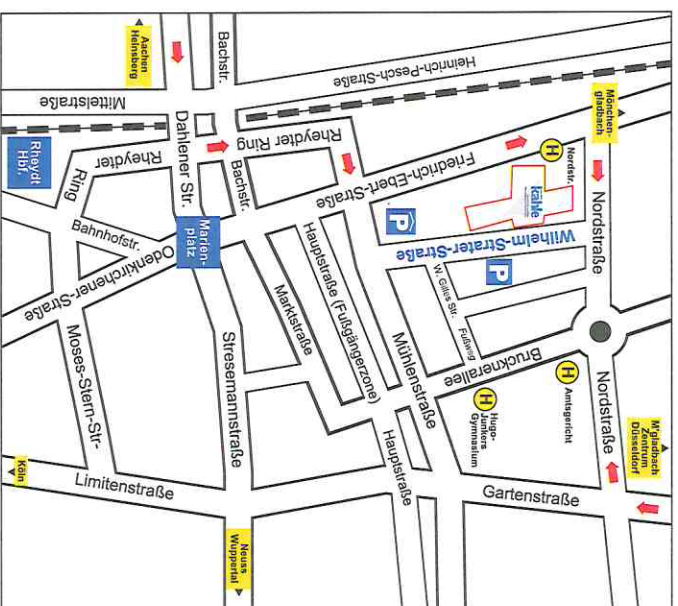 Aachen
Heinsberg
Bachstr.
Heinrich-Pesch-Straße
Mönchen-
gladbach
Mittelstraße
Dahlener Str.
Rheydter Ring
Friedrich-Ebert-Straße
H
Nordstr.
Nordstraße
Rheydt
Hbf.
Rheydter
Ring
Bachstr.
kähle
P
Wilhelm-Strater-Straße
P
Bahnhofstr.
Marien-
platz
Odenkirchener-Straße
Hauptstraße (Fußgängerzone)
Marktstraße
W. Gilles Str.
Fußweg
Mühlenstraße
Brucknerallee
Moses-Stern-Str-
Stresemannstraße
H
Amtsgericht
Nordstraße
H
Hugo-
Junkers
Gymnasium
M'gladbach
Zentrum
Düsseldorf
Köln
Limitenstraße
Hauptstraße
Gartenstraße
Neuss
Wuppertal